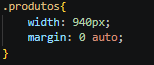 .produtos{
    width: 940px;
    margin: 0 auto;
}